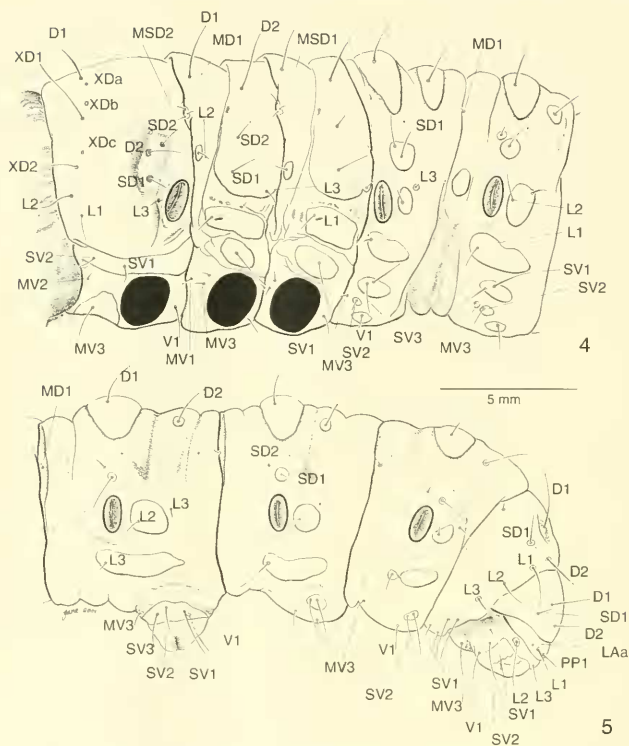 D1
XD1
XDa
XDb
XDc
XD2
L2
L1
SV2
MV2
MV3
MSD2
SD2
D2
SD1
L3
SV1
V1
MV1
D1
MD1
D2
MSD1
L2
SD2
SD1
L3
L1
MV3
SV1
MV3
SV2
V1
SD1
L3
SV3
MV3
MD1
L2
L1
SV1
SV2
4
5 mm
MD1
D1
D2
L3
L2
L3
MV3
SV3
SV2
SV1
V1
SD2
SD1
MV3
SV2
V1
D1
SD1
D2
L1
L2
L3
D1
SD1
D2
LAa
PP1
L1
L3
L2
SV1
SV2
SV1
MV3
V1
5